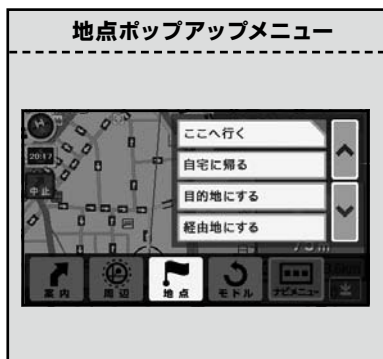 地点ポップアップメニュー
ここへ行く
自宅に帰る
20:17
目的地にする
中止
経由地にする
75m
案内
周辺
地点
モドル
ナビメニュー